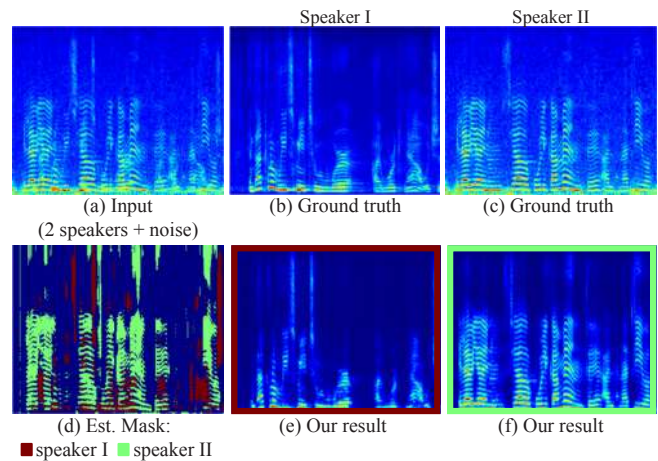 Speaker I
Speaker II
(a) Input
(2 speakers + noise)
(b) Ground truth
(c) Ground truth
(d) Est. Mask:
speaker I
speaker II
(e) Our result
(f) Our result